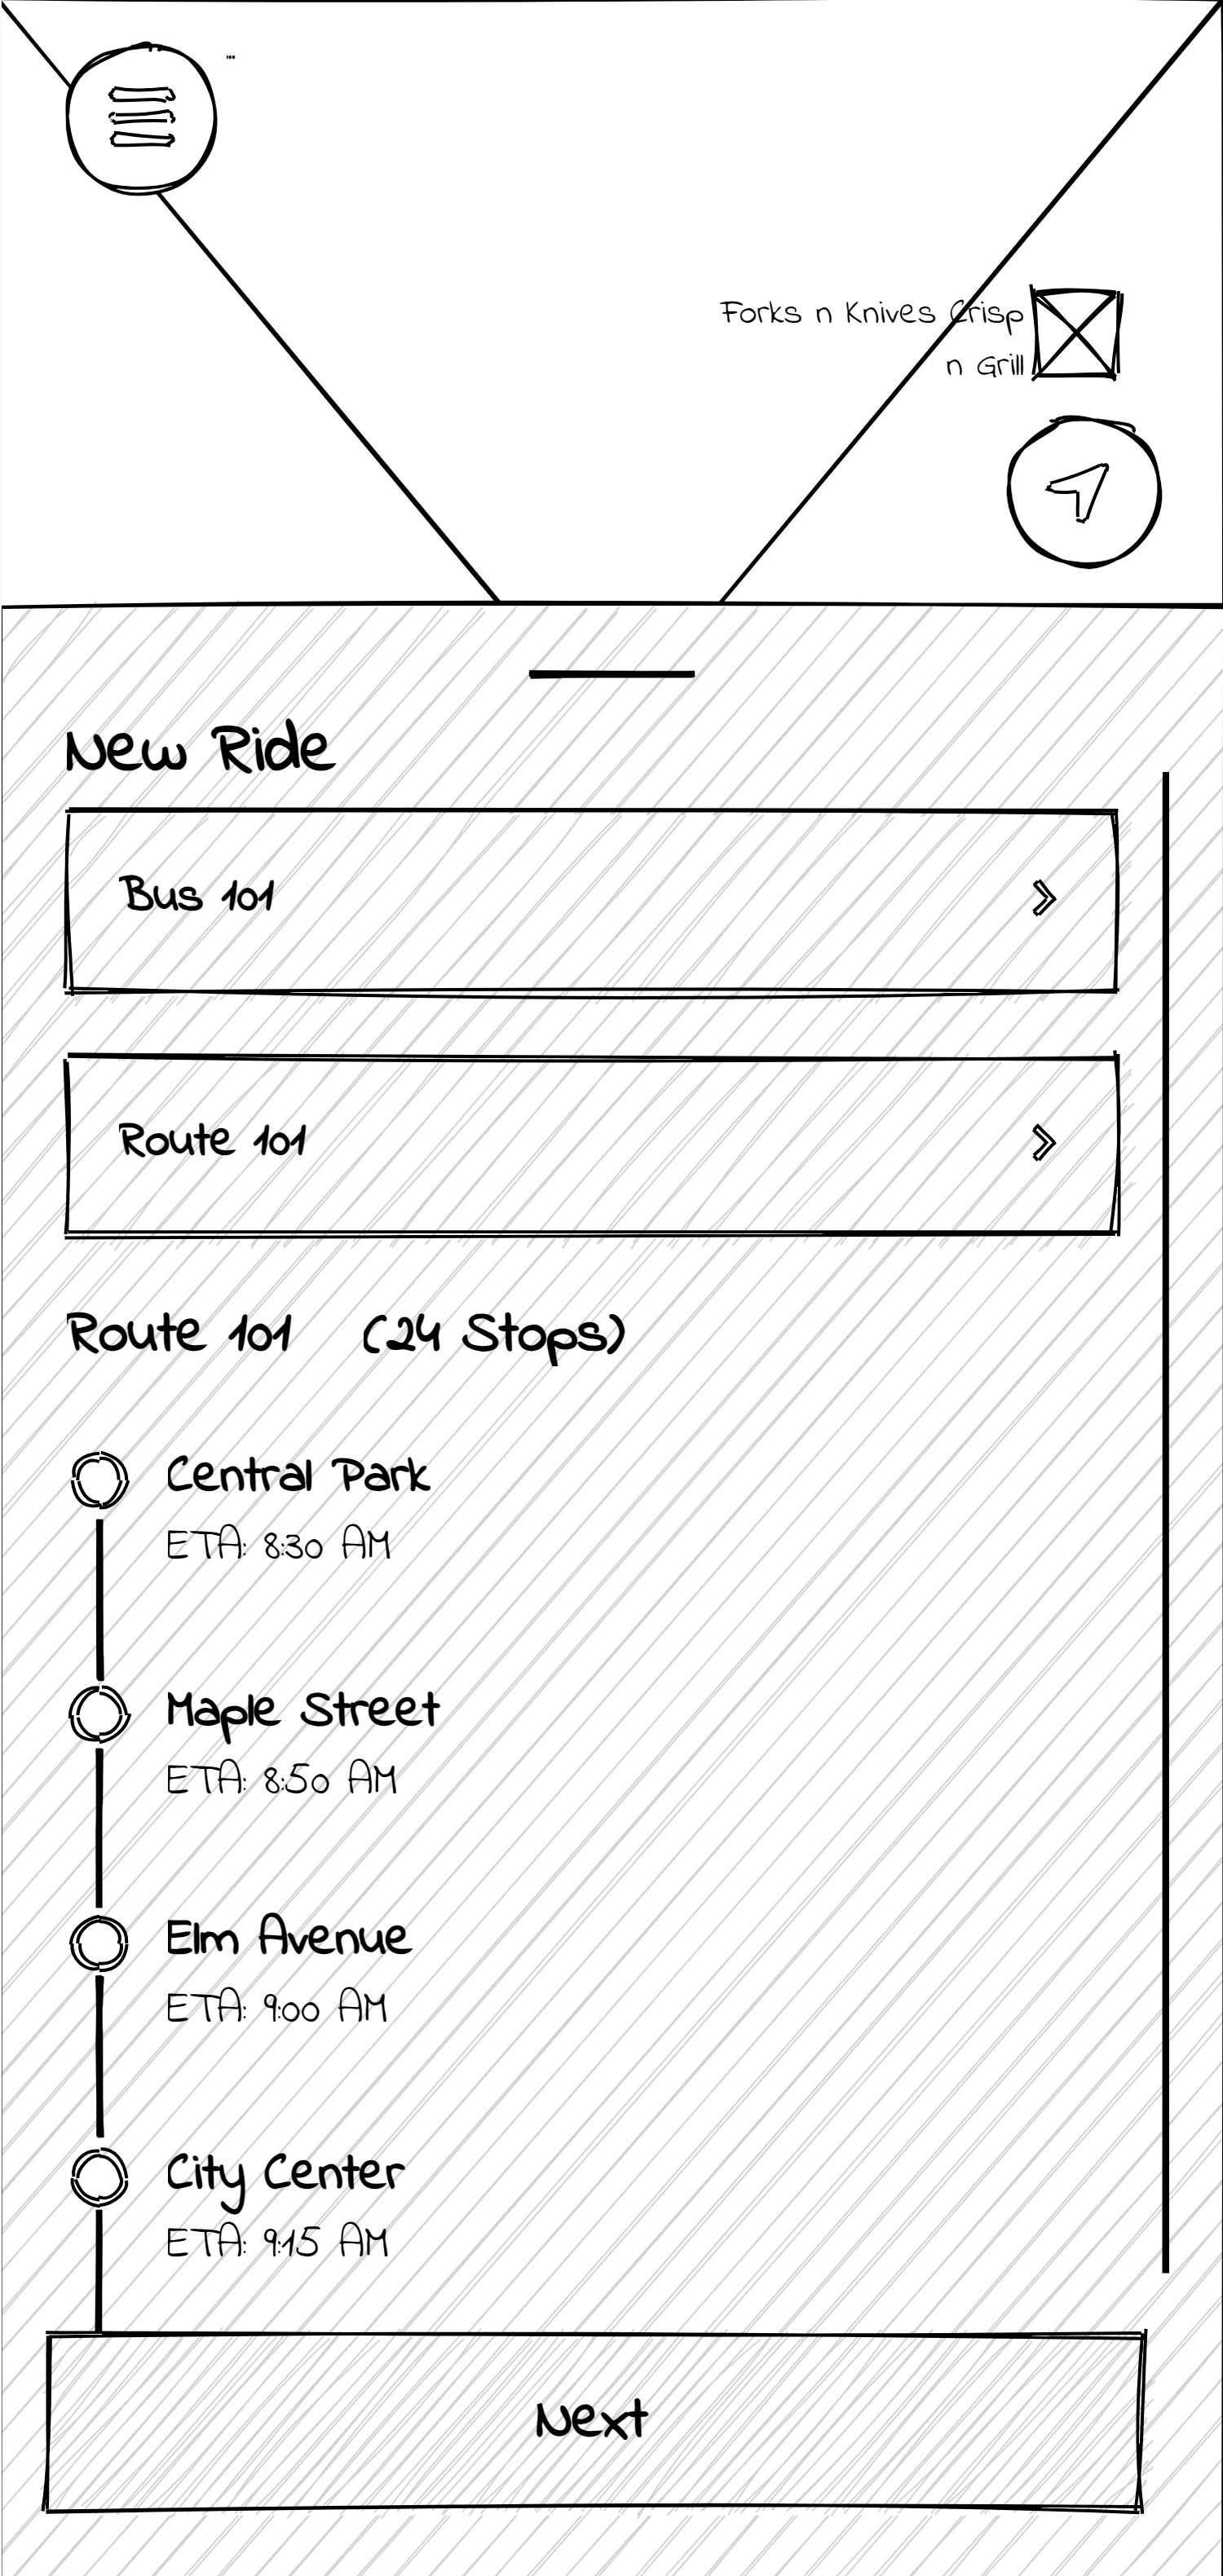 ...
Forks n Knives Crisp
n Grill
New Ride
Bus 101
Route 101
Route 101 (24 Stops)
Central Park
ETA: 8:30 AM
Maple Street
ETA: 8:50 AM
Elm Avenue
ETA: 9:00 AM
City Center
ETA: 9:15 AM
Next